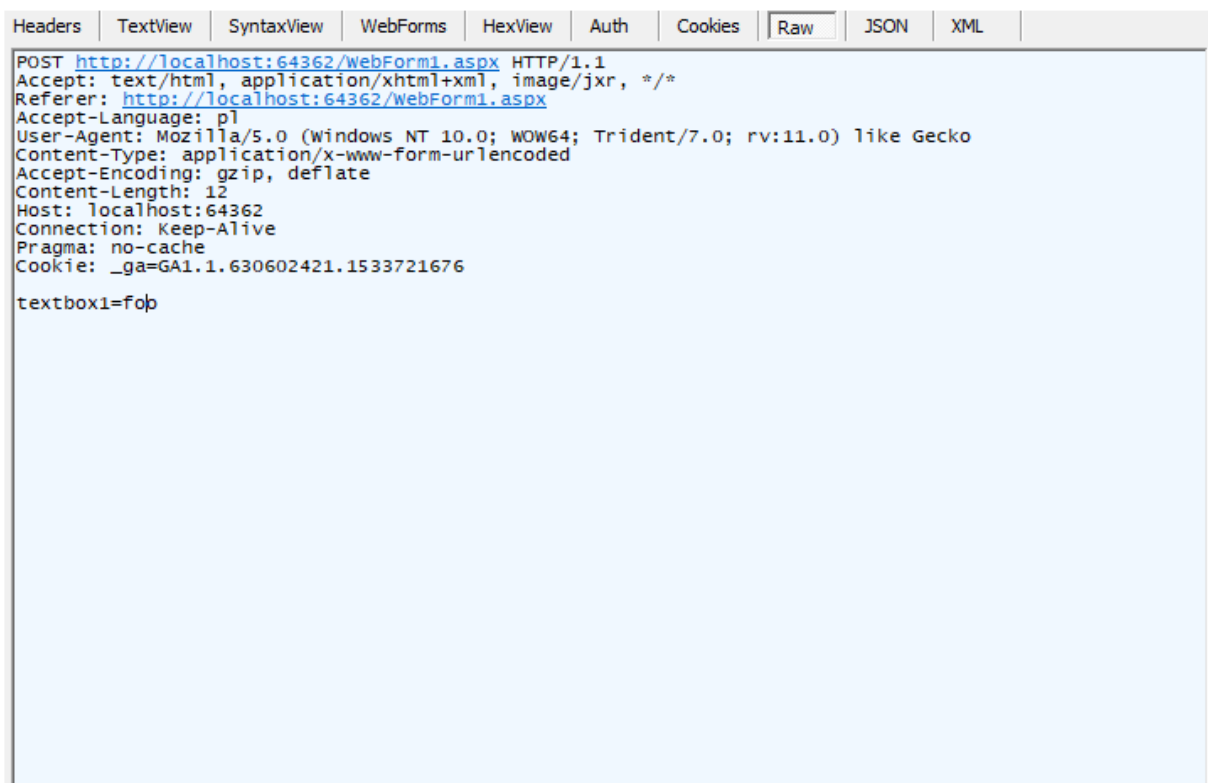 Headers TextView SyntaxView WebForms HexView Auth Cookies Raw JSON XML
POST http://localhost:64362/WebForm1.aspx HTTP/1.1
Accept: text/html, application/xhtml+xml, image/jxr, */*
Referer: http://localhost:64362/WebForm1.aspx
Accept-Language: pl
User-Agent: Mozilla/5.0 (Windows NT 10.0; WOW64; Trident/7.0; rv:11.0) like Gecko
Content-Type: application/x-www-form-urlencoded
Accept-Encoding: gzip, deflate
Content-Length: 12
Host: localhost:64362
Connection: Keep-Alive
Pragma: no-cache
Cookie: _ga=GA1.1.630602421.1533721676
textbox1=foo